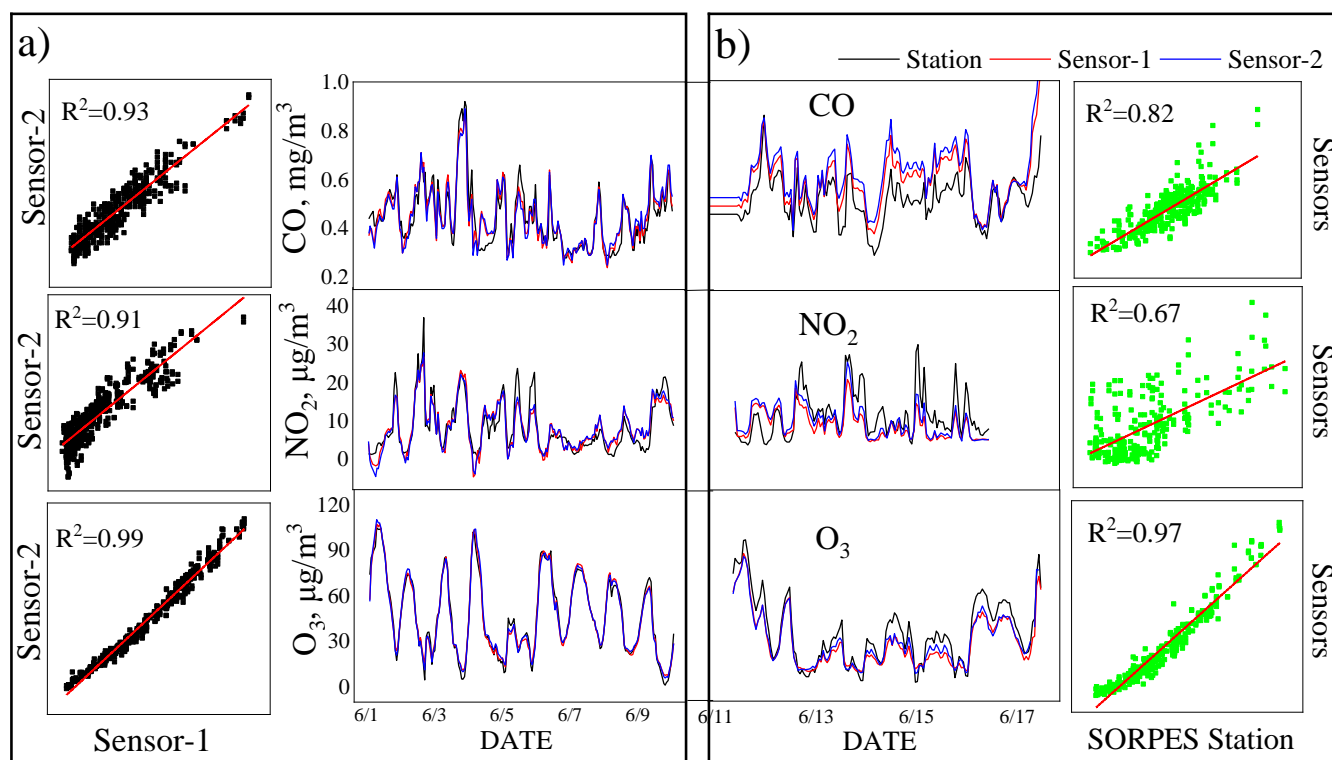 a)
R²=0.93
Sensor-2
CO, mg/m³
1.0
0.8
0.6
0.4
0.2
R²=0.91
Sensor-2
NO₂, µg/m³
40
30
20
10
0
R²=0.99
Sensor-2
O₃, µg/m³
120
90
60
30
0
6/1 6/3 6/5 6/7 6/9
Sensor-1
DATE
b)
Station Sensor-1 Sensor-2
CO
R²=0.82
Sensors
NO₂
R²=0.67
Sensors
O₃
R²=0.97
Sensors
6/11 6/13 6/15 6/17
DATE
SORPES Station